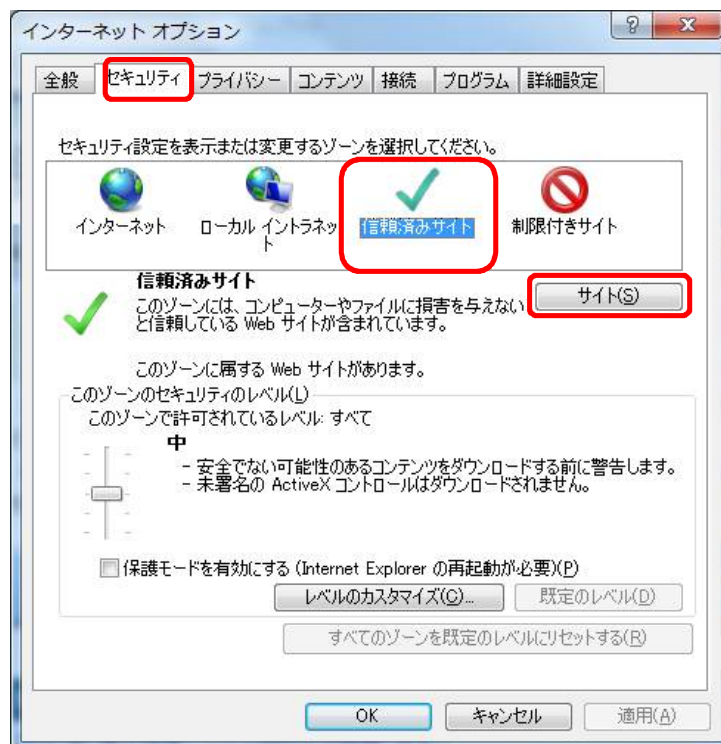 インターネット オプション
全般 セキュリティ プライバシー コンテンツ 接続 プログラム 詳細設定
セキュリティ設定を表示または変更するゾーンを選択してください。
インターネット
ローカル イントラネット
信頼済みサイト
制限付きサイト
信頼済みサイト
このゾーンには、コンピューターやファイルに損害を与えない
と信頼している Web サイトが含まれています。
サイト(S)
このゾーンに属する Web サイトがあります。
このゾーンのセキュリティのレベル(L)
このゾーンで許可されているレベル: すべて
中
- 安全でない可能性のあるコンテンツをダウンロードする前に警告します。
- 未署名の ActiveX コントロールはダウンロードされません。
保護モードを有効にする (Internet Explorer の再起動が必要)(P)
レベルのカスタマイズ(C)... 既定のレベル(D)
すべてのゾーンを既定のレベルにリセットする(R)
OK キャンセル 適用(A)